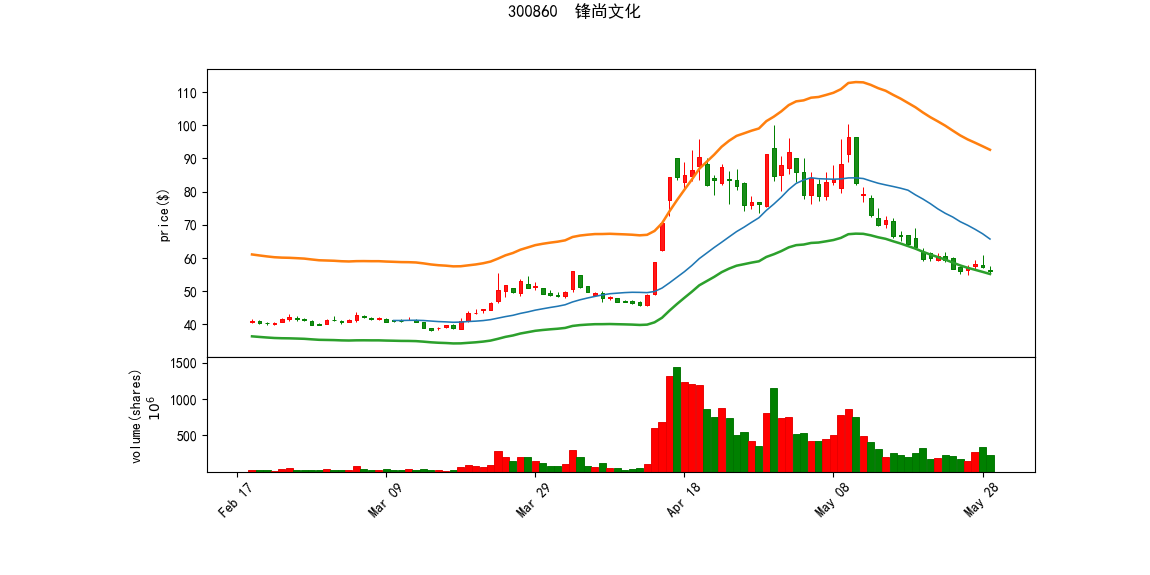 300860 锋尚文化
price($)
110
100
90
80
70
60
50
40
volume(shares)
10^6
1500
1000
500
Feb 17
Mar 09
Mar 29
Apr 18
May 08
May 28